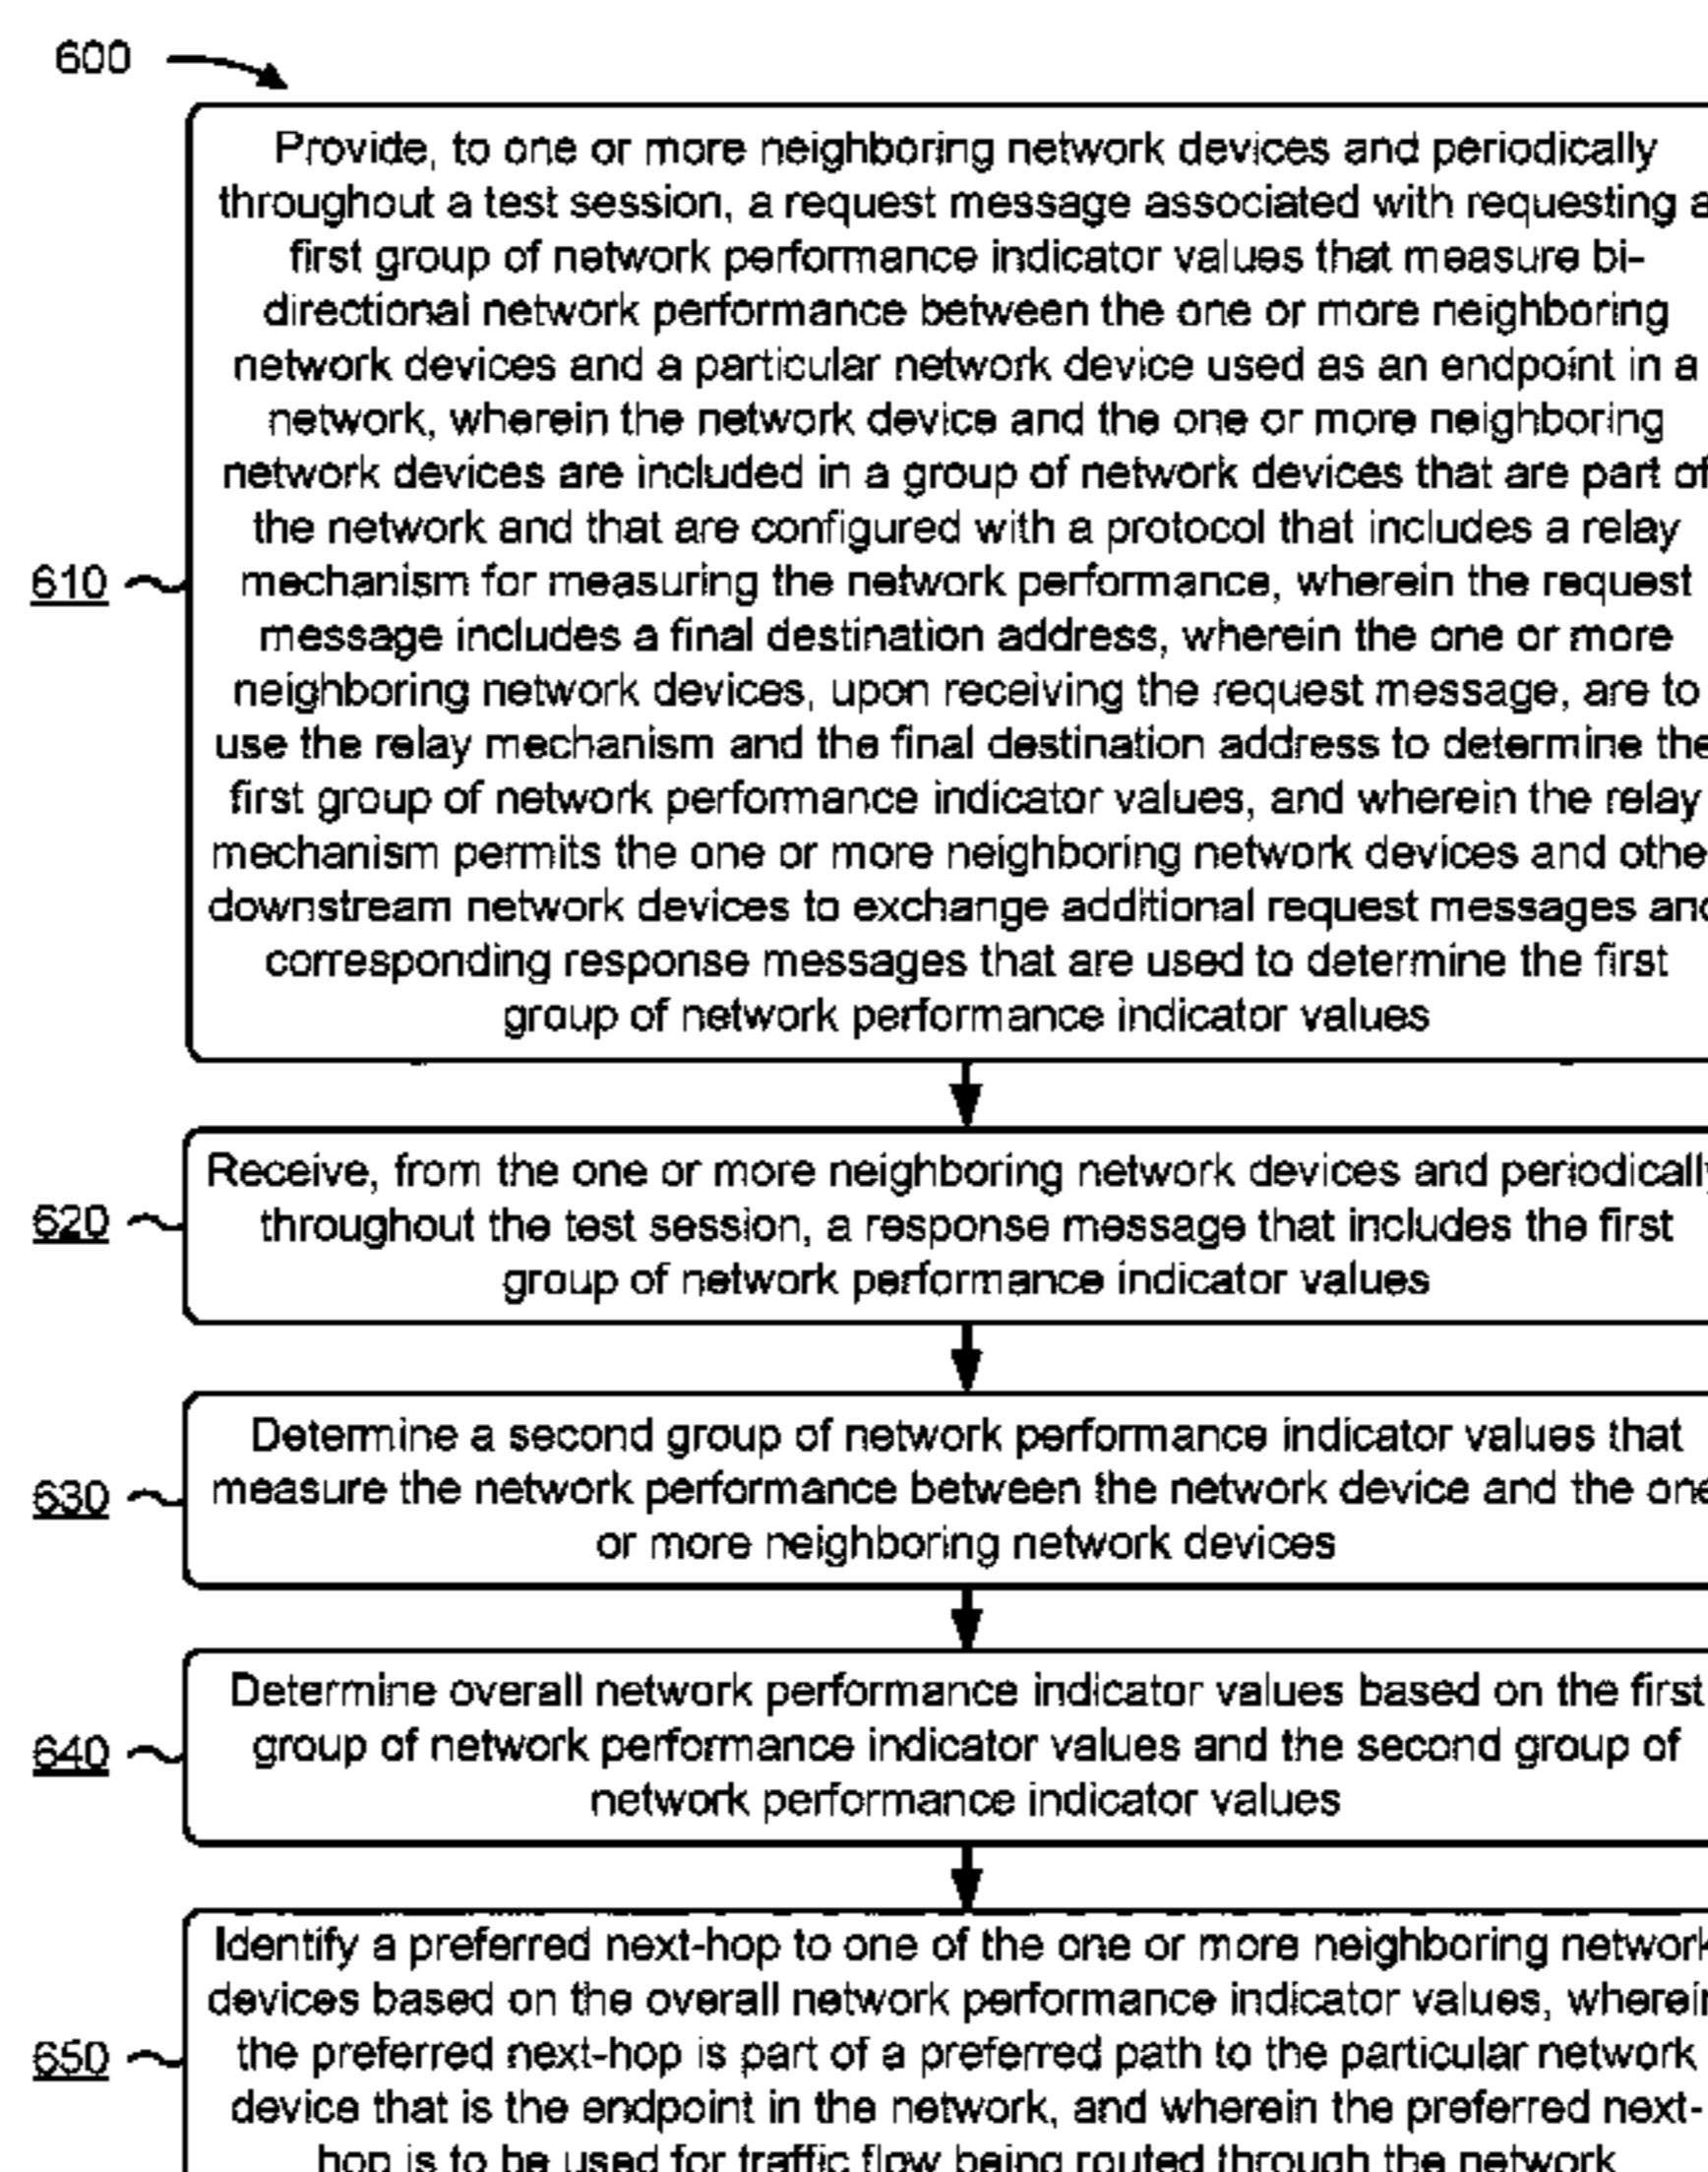 600
Provide, to one or more neighboring network devices and periodically
throughout a test session, a request message associated with requesting a
first group of network performance indicator values that measure bi-
directional network performance between the one or more neighboring
network devices and a particular network device used as an endpoint in a
network, wherein the network device and the one or more neighboring
network devices are included in a group of network devices that are part of
the network and that are configured with a protocol that includes a relay
610
mechanism for measuring the network performance, wherein the request
message includes a final destination address, wherein the one or more
neighboring network devices, upon receiving the request message, are to
use the relay mechanism and the final destination address to determine the
first group of network performance indicator values, and wherein the relay
mechanism permits the one or more neighboring network devices and othe
downstream network devices to exchange additional request messages and
corresponding response messages that are used to determine the first
group of network performance indicator values
Receive, from the one or more neighboring network devices and periodically
620
throughout the test session, a response message that includes the first
group of network performance indicator values
Determine a second group of network performance indicator values that
630
measure the network performance between the network device and the one
or more neighboring network devices
Determine overall network performance indicator values based on the first
640
group of network performance indicator values and the second group of
network performance indicator values
Identify a preferred next-hop to one of the one or more neighboring network
devices based on the overall network performance indicator values, wherein
650
the preferred next-hop is part of a preferred path to the particular network
device that is the endpoint in the network, and wherein the preferred next-
hop is to be used for traffic flow being routed through the network